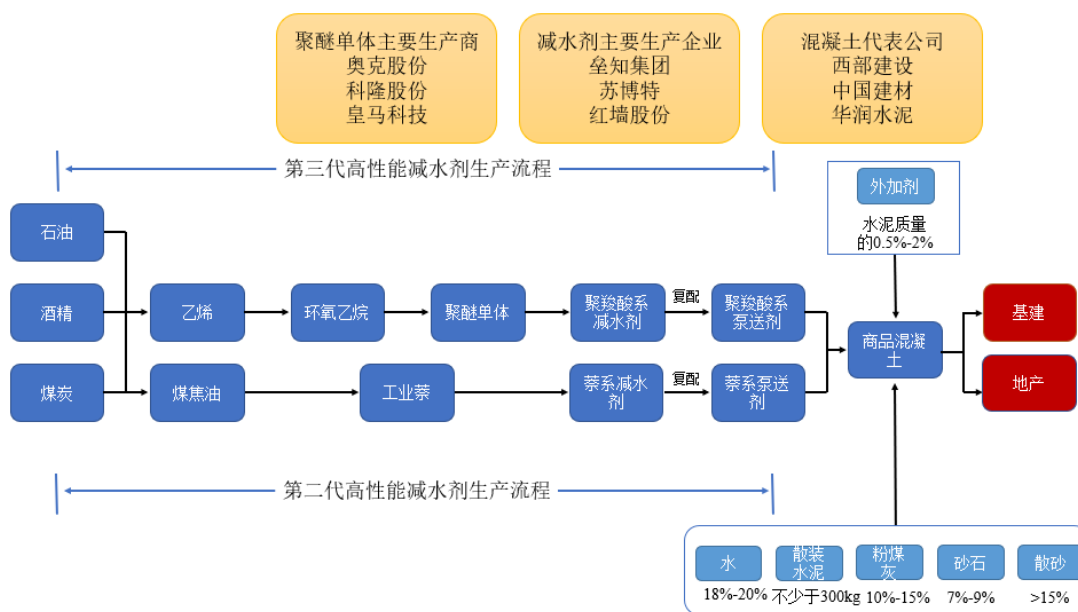 聚醚单体主要生产商
奥克股份
科隆股份
皇马科技
减水剂主要生产企业
垒知集团
苏博特
红墙股份
混凝土代表公司
西部建设
中国建材
华润水泥
第三代高性能减水剂生产流程
外加剂
水泥质量
的0.5%-2%
石油
酒精
乙烯
环氧乙烷
聚醚单体
聚羧酸系
减水剂
复配
聚羧酸系
泵送剂
商品混凝
土
基建
地产
煤炭
煤焦油
工业萘
萘系减水
剂
复配
萘系泵送
剂
第二代高性能减水剂生产流程
水
18%-20%
散装
水泥
不少于300kg
粉煤
灰
10%-15%
砂石
7%-9%
散砂
>15%